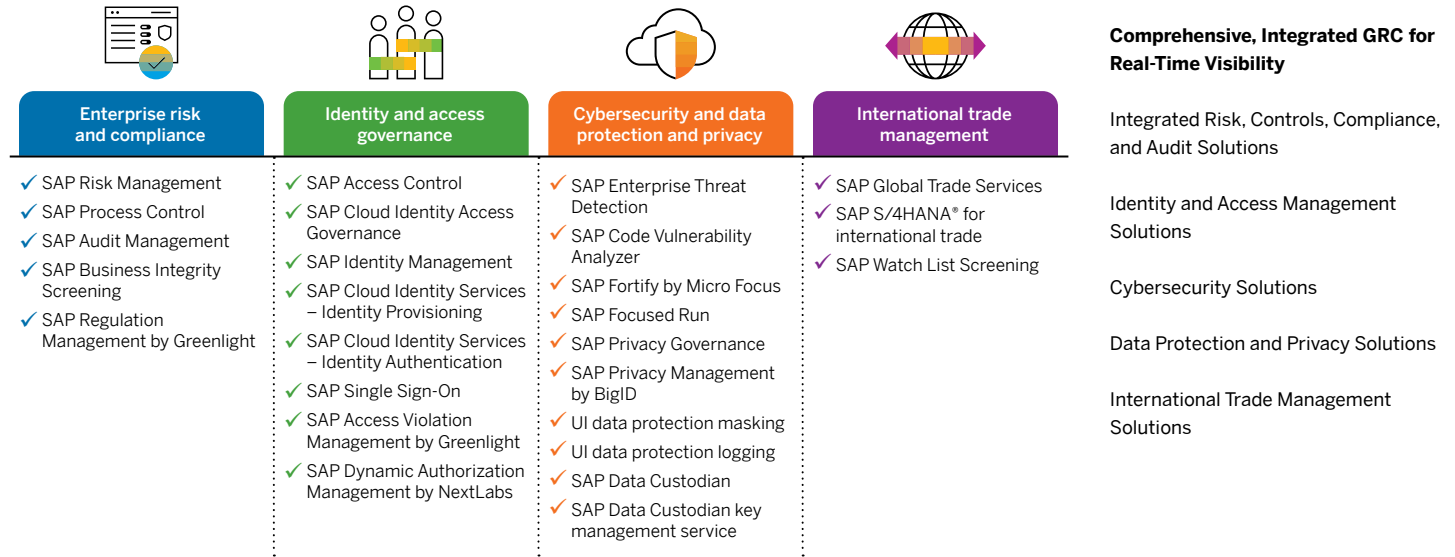 Enterprise risk
and compliance
SAP Risk Management
SAP Process Control
SAP Audit Management
SAP Business Integrity
Screening
SAP Regulation
Management by Greenlight
Identity and access
governance
SAP Access Control
SAP Cloud Identity Access
Governance
SAP Identity Management
SAP Cloud Identity Services
– Identity Provisioning
SAP Cloud Identity Services
– Identity Authentication
SAP Single Sign-On
SAP Access Violation
Management by Greenlight
SAP Dynamic Authorization
Management by NextLabs
Cybersecurity and data
protection and privacy
SAP Enterprise Threat
Detection
SAP Code Vulnerability
Analyzer
SAP Fortify by Micro Focus
SAP Focused Run
SAP Privacy Governance
SAP Privacy Management
by BigID
UI data protection masking
UI data protection logging
SAP Data Custodian
SAP Data Custodian key
management service
International trade
management
SAP Global Trade Services
SAP S/4HANA® for
international trade
SAP Watch List Screening
Comprehensive, Integrated GRC for
Real-Time Visibility
Integrated Risk, Controls, Compliance,
and Audit Solutions
Identity and Access Management
Solutions
Cybersecurity Solutions
Data Protection and Privacy Solutions
International Trade Management
Solutions